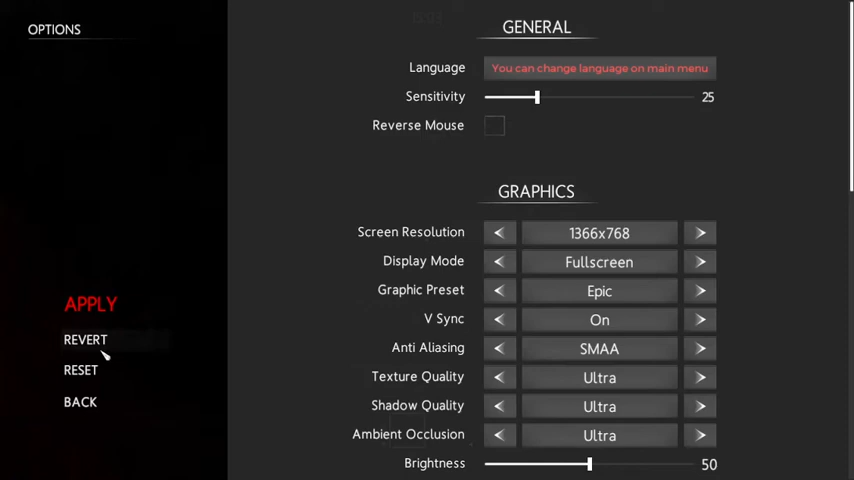 OPTIONS
GENERAL
Language You can change language on main menu
Sensitivity 25
Reverse Mouse
GRAPHICS
Screen Resolution 1366x768
Display Mode Fullscreen
Graphic Preset Epic
V Sync On
Anti Aliasing SMAA
Texture Quality Ultra
Shadow Quality Ultra
Ambient Occlusion Ultra
Brightness 50
APPLY
REVERT
RESET
BACK